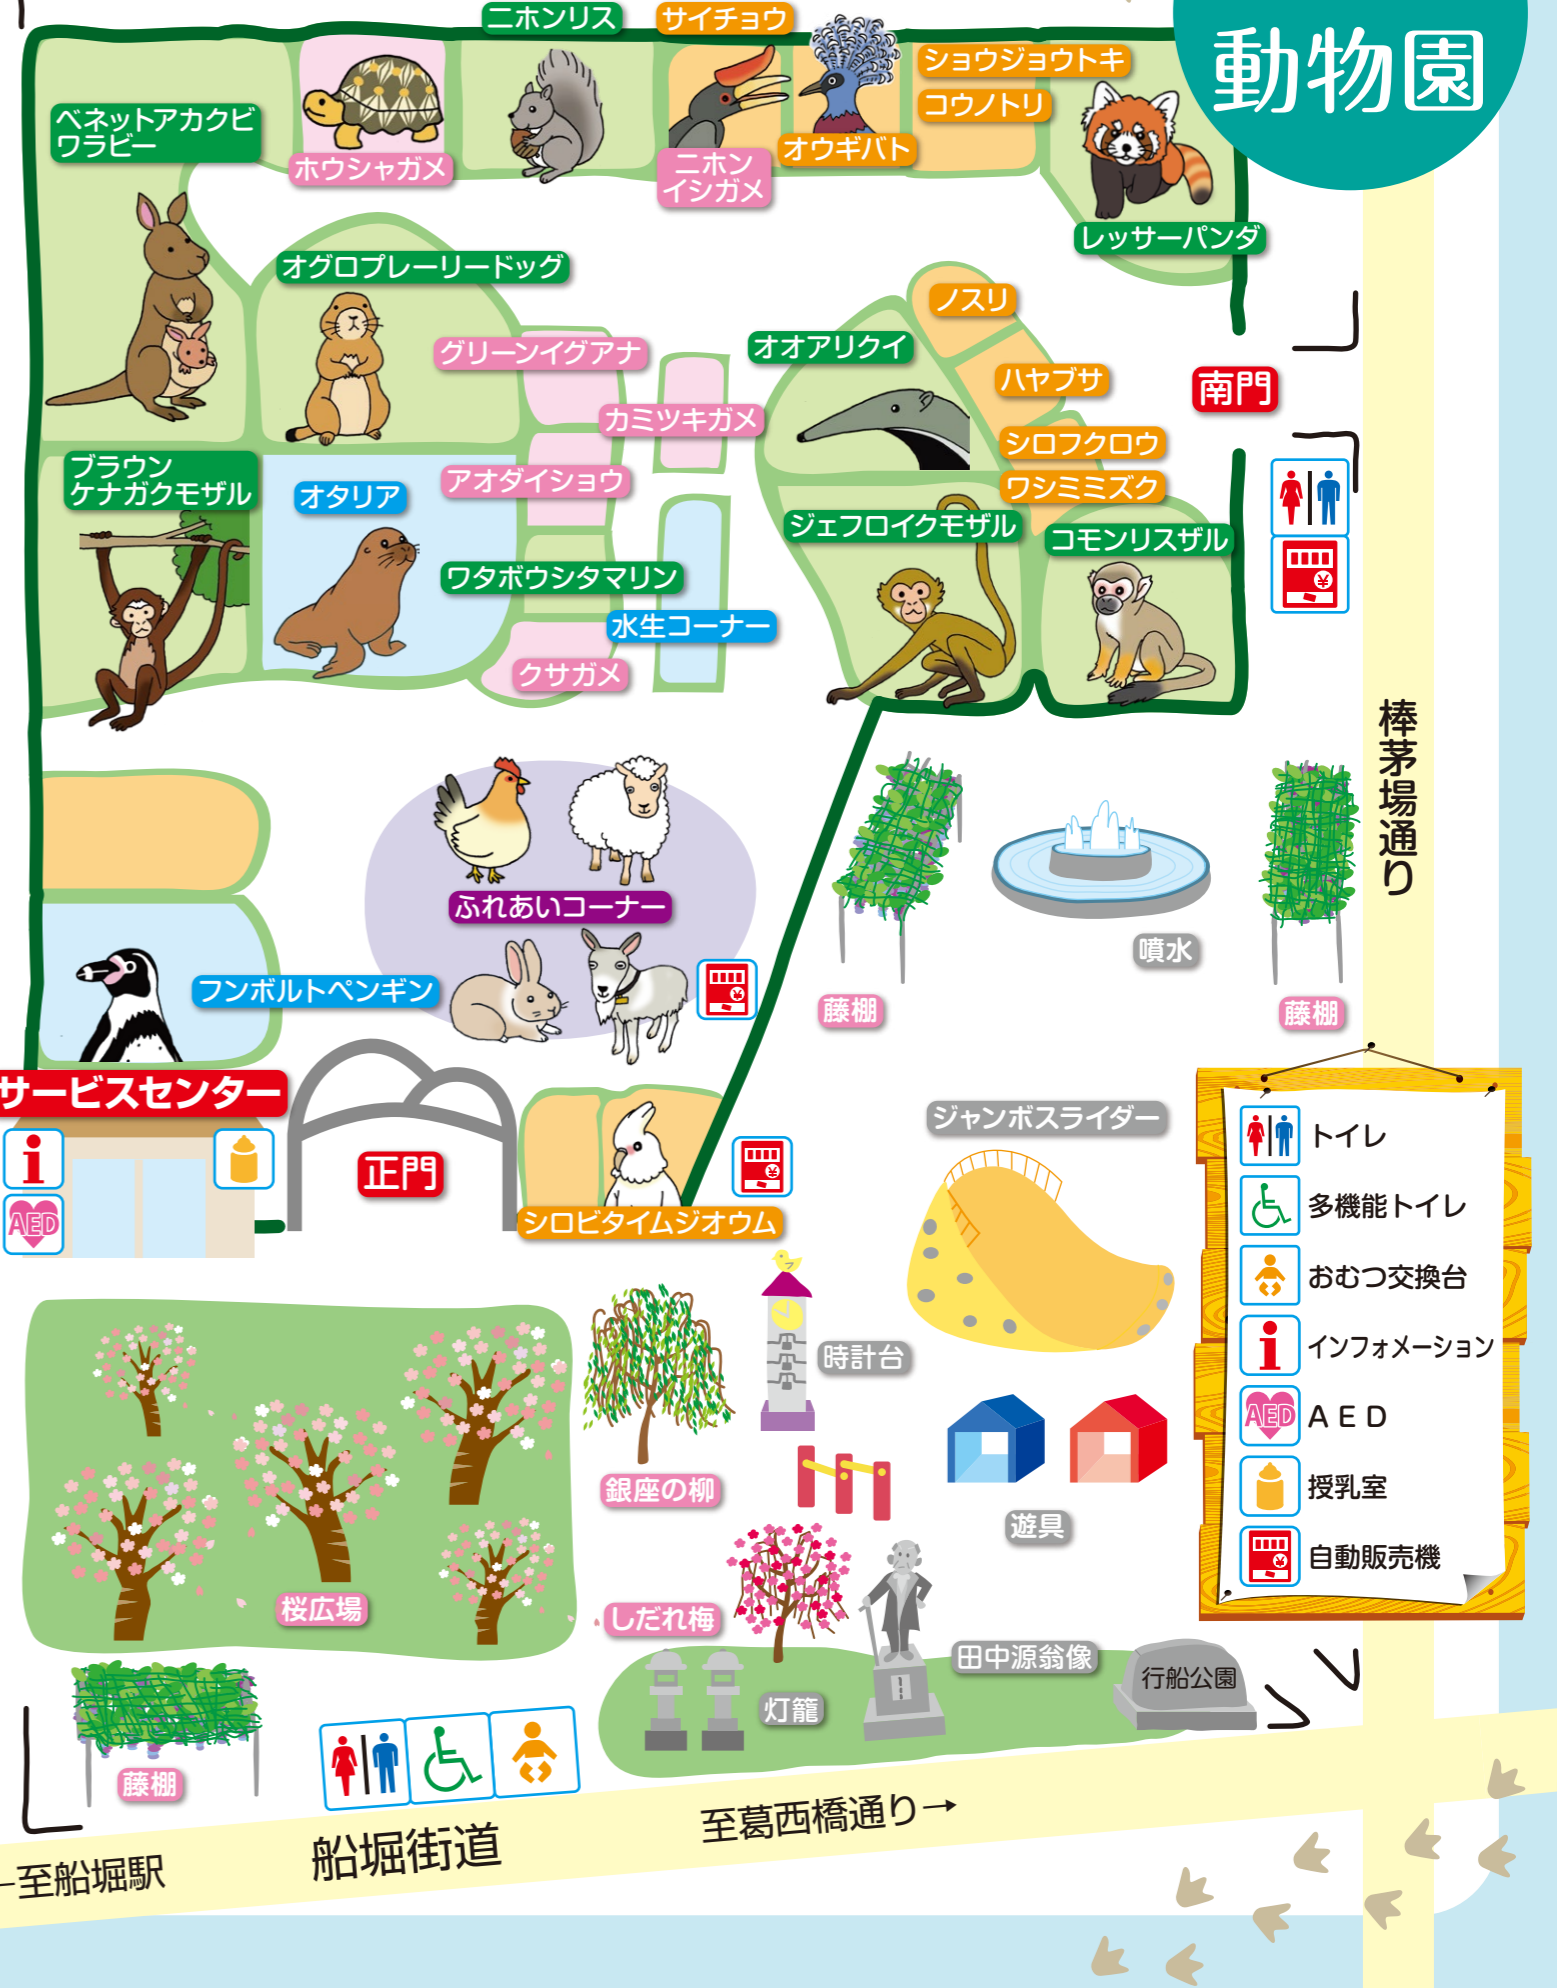 動物園
ニホンリス
サイチョウ
ショウジョウトキ
コウノトリ
ベネットアカクビ
ワラビー
ホウシャガメ
ニホン
イシガメ
オウギバト
レッサーパンダ
オグロプレーリードッグ
ノスリ
グリーンイグアナ
オオアリクイ
ハヤブサ
南門
カミツキガメ
シロフクロウ
ブラウン
ケナガクモザル
オタリア
アオダイショウ
ワシミミズク
ジェフロイクモザル
コモンリスザル
ワタボウシタマリン
水生コーナー
クサガメ
棒茅場通り
ふれあいコーナー
噴水
フンボルトペンギン
藤棚
藤棚
サービスセンター
正門
シロビタイムジオウム
ジャンボスライダー
i
AED
トイレ
多機能トイレ
おむつ交換台
i インフォメーション
AED AED
授乳室
自動販売機
時計台
銀座の柳
遊具
桜広場
しだれ梅
田中源翁像
行船公園
灯籠
藤棚
至葛西橋通り→
船堀街道
←至船堀駅